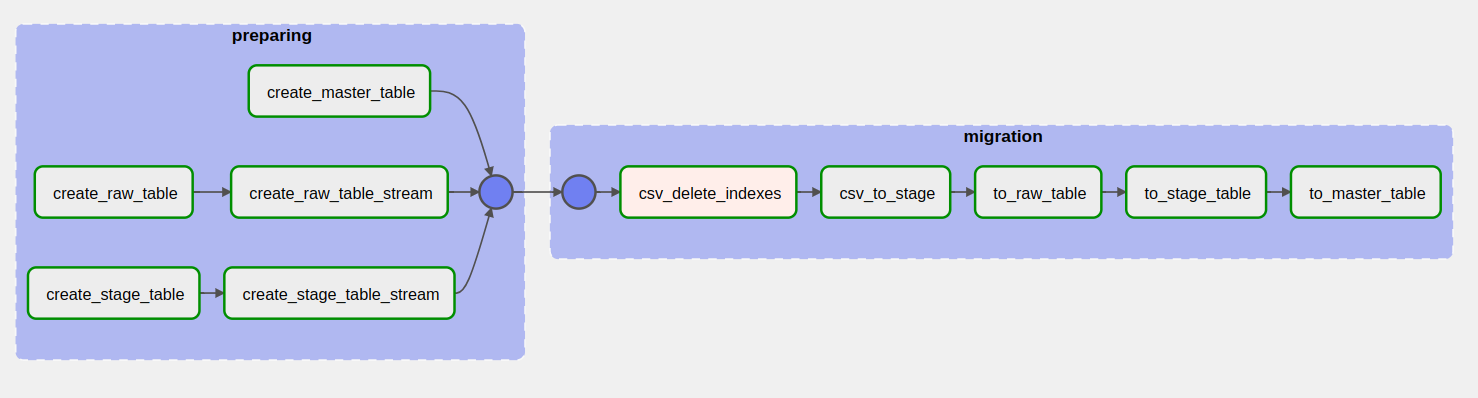 preparing
create_master_table
create_raw_table
create_raw_table_stream
create_stage_table
create_stage_table_stream
migration
csv_delete_indexes
csv_to_stage
to_raw_table
to_stage_table
to_master_table